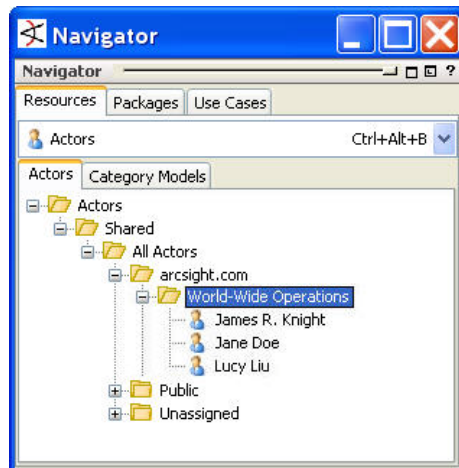 Navigator
Navigator ?
Resources Packages Use Cases
Actors Ctrl+Alt+B
Actors Category Models
Actors
Shared
All Actors
arcsight.com
World-Wide Operations
James R. Knight
Jane Doe
Lucy Liu
Public
Unassigned